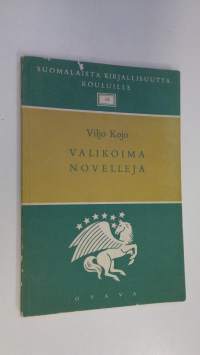 SUOMALAISTA KIRJALLISUUTTA
KOULUILLE
Viljo Kojo
VALIKOIMA
NOVELLEJA
OTAVA